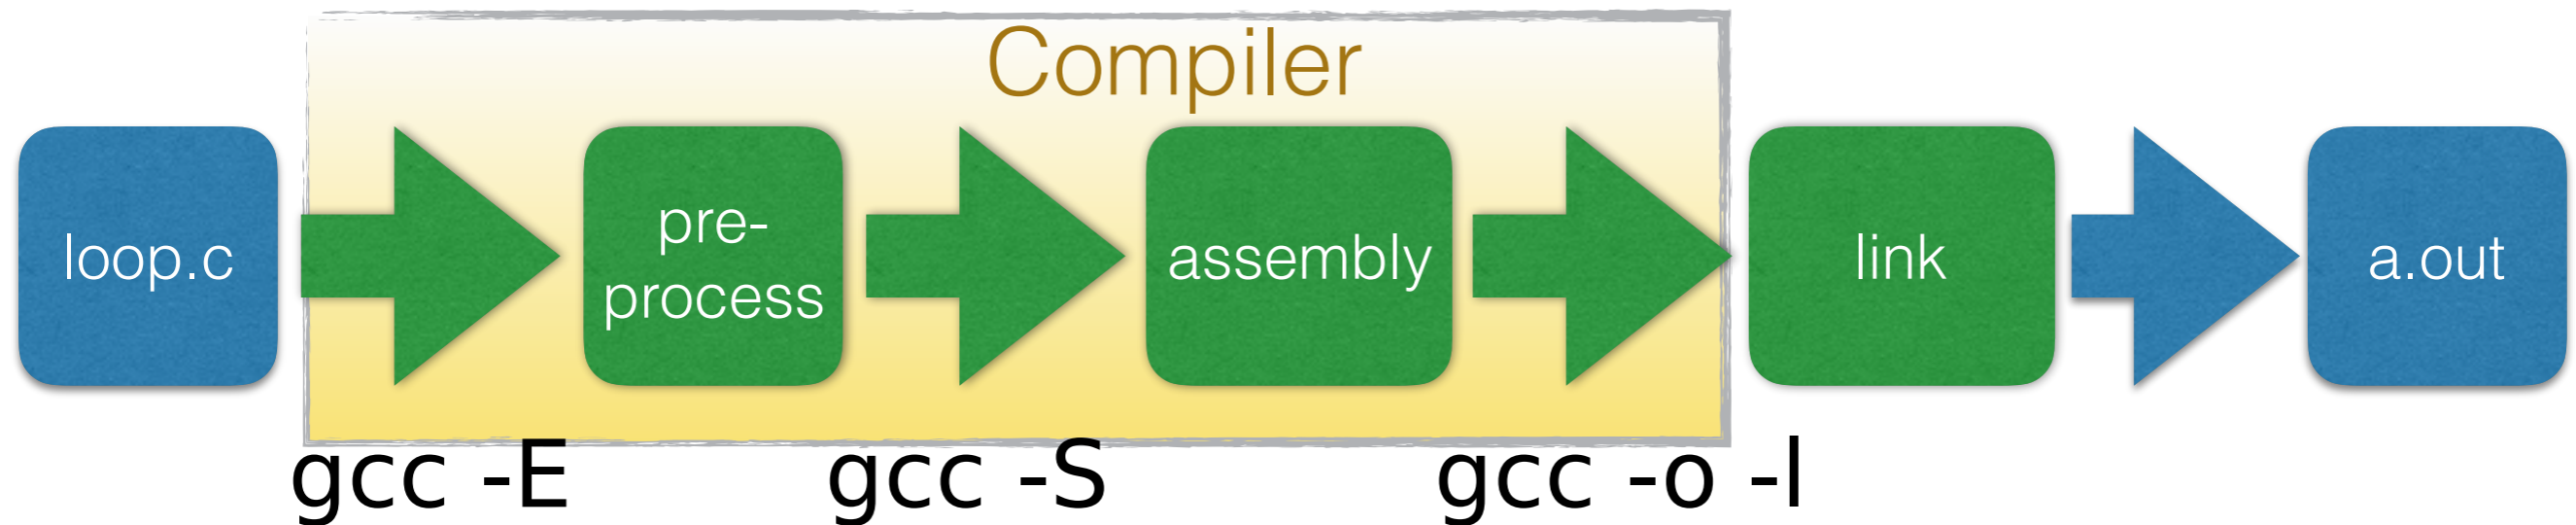 Compiler
loop.c
pre-
process
assembly
link
a.out
gcc -E
gcc -S
gcc -o -l